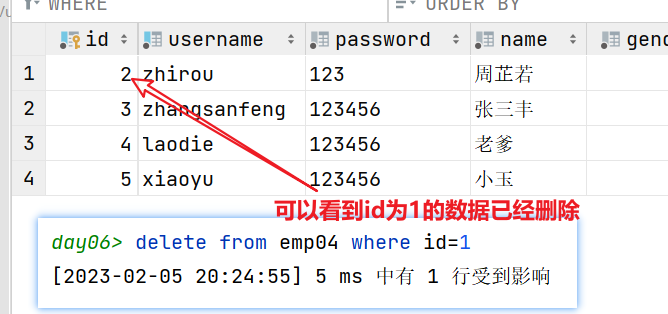 /u
WHERE ORDER BY
id username password name gend
1 2 zhirou 123 周芷若
2 3 zhangsanfeng 123456 张三丰
3 4 laodie 123456 老爹
4 5 xiaoyu 123456 小玉
可以看到id为1的数据已经删除
day06> delete from emp04 where id=1
[2023-02-05 20:24:55] 5 ms 中有 1 行受到影响